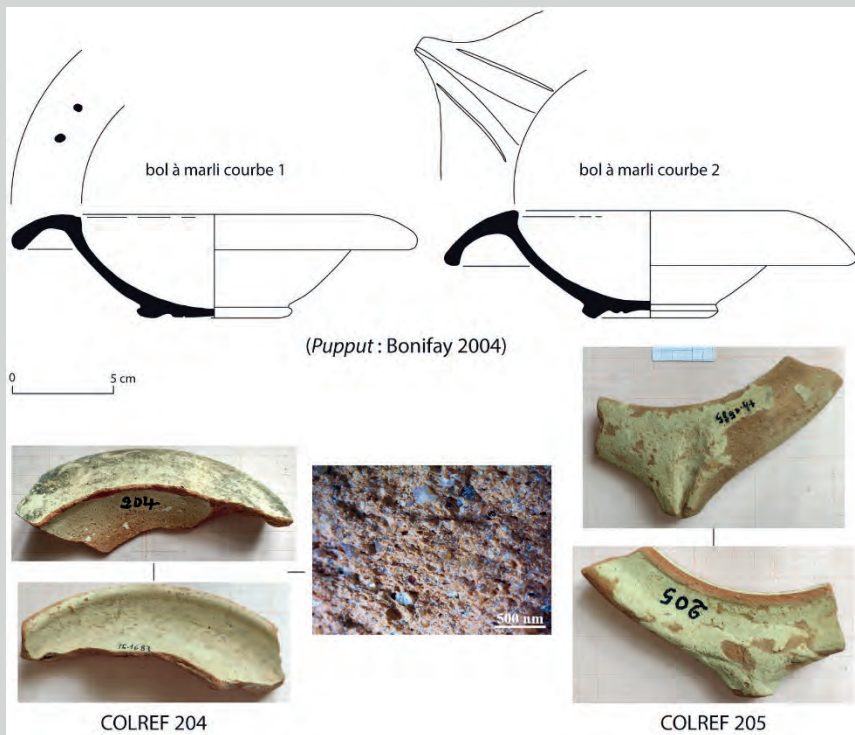 bol à marli courbe 1
bol à marli courbe 2
(Pupput : Bonifay 2004)
0 5 cm
204
500 nm
205
COLREF 204
COLREF 205